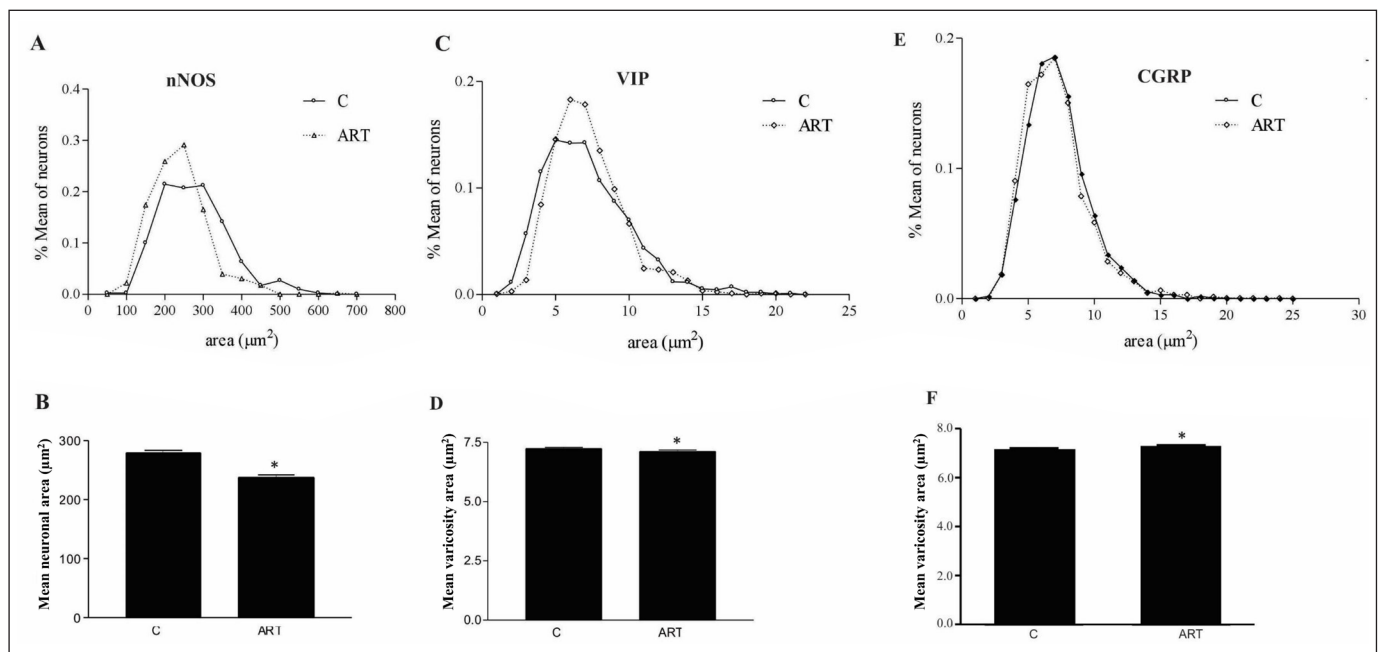 A
nNOS
C
ART
% Mean of neurons
0.4
0.3
0.2
0.1
0.0
0 100 200 300 400 500 600 700 800
area (µm²)
C
VIP
C
ART
% Mean of neurons
0.2
0.1
0.0
0 5 10 15 20 25
area (µm²)
E
CGRP
C
ART
% Mean of neurons
0.2
0.1
0.0
0 5 10 15 20 25 30
area (µm²)
B
Mean neuronal area (µm²)
300
200
100
0
*
C ART
D
Mean varicosity area (µm²)
7.5
5.0
2.5
0.0
*
C ART
F
Mean varicosity area (µm²)
8.0
6.0
4.0
2.0
0.0
*
C ART